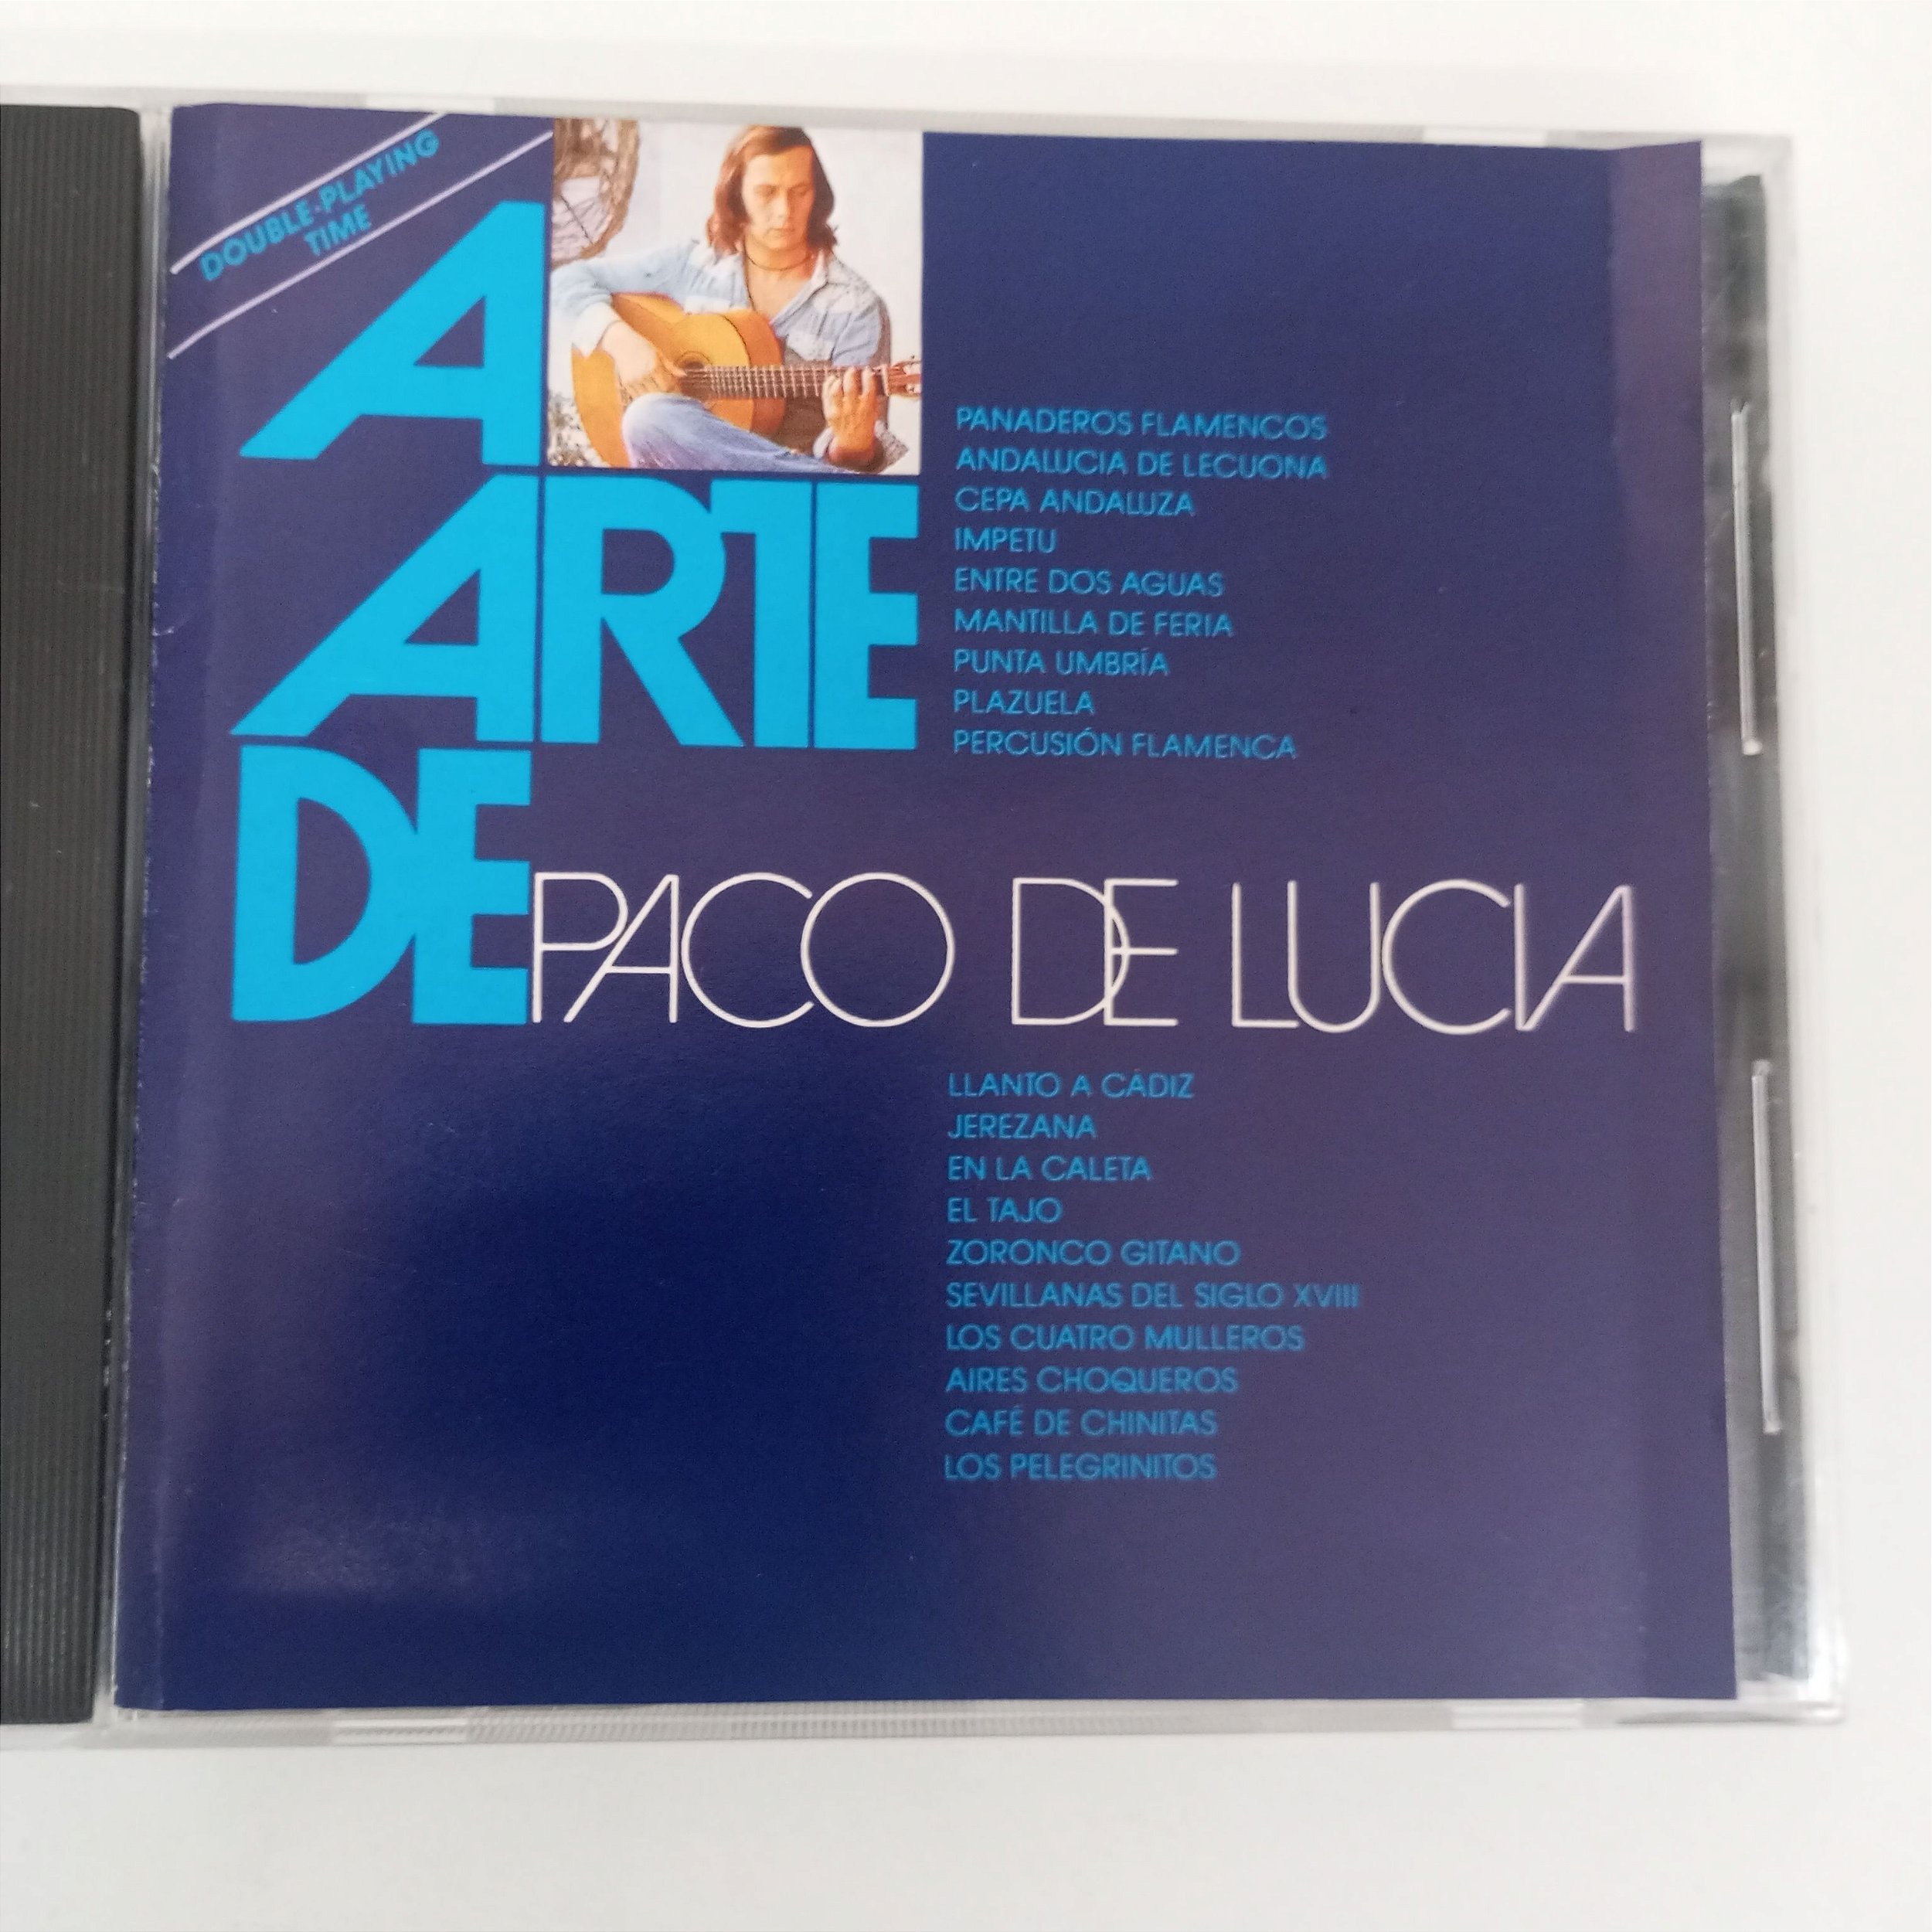 DOUBLE-PLAYING
TIME
A
ARTE
DE PACO DE LUCIA
PANADEROS FLAMENCOS
ANDALUCIA DE LECUONA
CEPA ANDALUZA
IMPETU
ENTRE DOS AGUAS
MANTILLA DE FERIA
PUNTA UMBRÍA
PLAZUELA
PERCUSIÓN FLAMENCA
LLANTO A CÁDIZ
JEREZANA
EN LA CALETA
EL TAJO
ZORONCO GITANO
SEVILLANAS DEL SIGLO XVIII
LOS CUATRO MULLEROS
AIRES CHOQUEROS
CAFÉ DE CHINITAS
LOS PELEGRINITOS